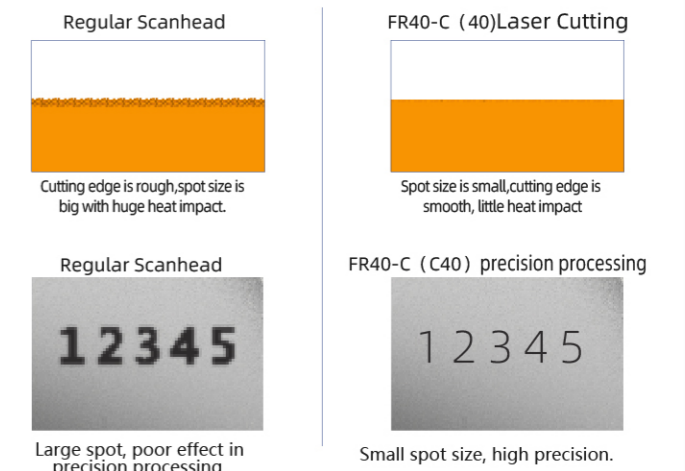 Regular Scanhead
Cutting edge is rough,spot size is
big with huge heat impact.
FR40-C（40)Laser Cutting
Spot size is small,cutting edge is
smooth, little heat impact
Regular Scanhead
12345
Large spot, poor effect in
precision processing
FR40-C（C40）precision processing
12345
Small spot size, high precision.